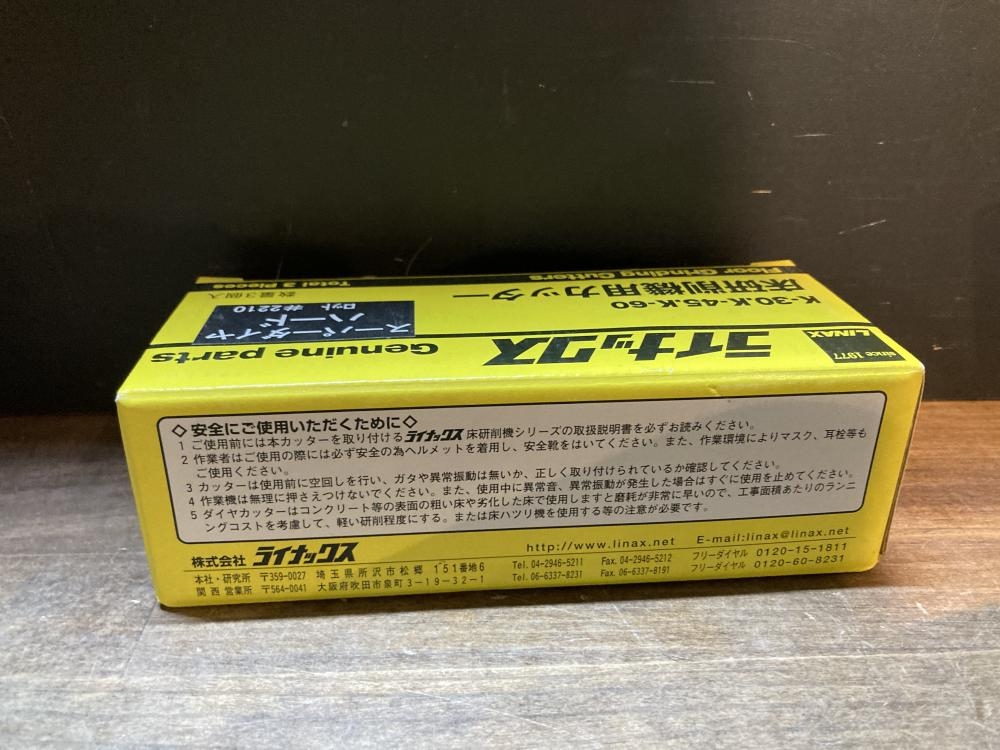 Floor Grinding Cutters
床研削機用カッター
K-30.K-45.K-60
LINAX
since 1977
ライナックス
Genuine parts
スーパーダイヤ
ハード
ロット #2210
数量3個入
Total 3 Pieces
◇安全にご使用いただくために◇
1 ご使用前には本カッターを取り付けるライナックス床研削機シリーズの取扱説明書を必ずお読みください。
2 作業者はご使用の際には必ず安全の為ヘルメットを着用し、安全靴をはいてください。また、作業環境によりマスク、耳栓等も
ご使用ください。
3 カッターは使用前に空回しを行い、ガタや異常振動は無いか、正しく取り付けられているか確認してください。
4 作業機は無理に押さえつけないでください。また、使用中に異常音、異常振動が発生した場合はすぐに使用を止めてください。
5 ダイヤカッターはコンクリート等の表面の粗い床や劣化した床で使用しますと磨耗が非常に早いので、工事面積あたりのランニ
ングコストを考慮して、軽い研削程度にする。または床ハツリ機を使用する等の注意が必要です。
株式会社 ライナックス http://www.linax.net E-mail:linax@linax.net
本社・研究所 〒359-0027 埼玉県所沢市松郷 151番地6 Tel. 04-2946-5211 Fax. 04-2946-5212 フリーダイヤル 0120-15-1811
関西営業所 〒564-0041 大阪府吹田市泉町3-19-32-1 Tel. 06-6337-8231 Fax. 06-6337-8191 フリーダイヤル 0120-60-8231